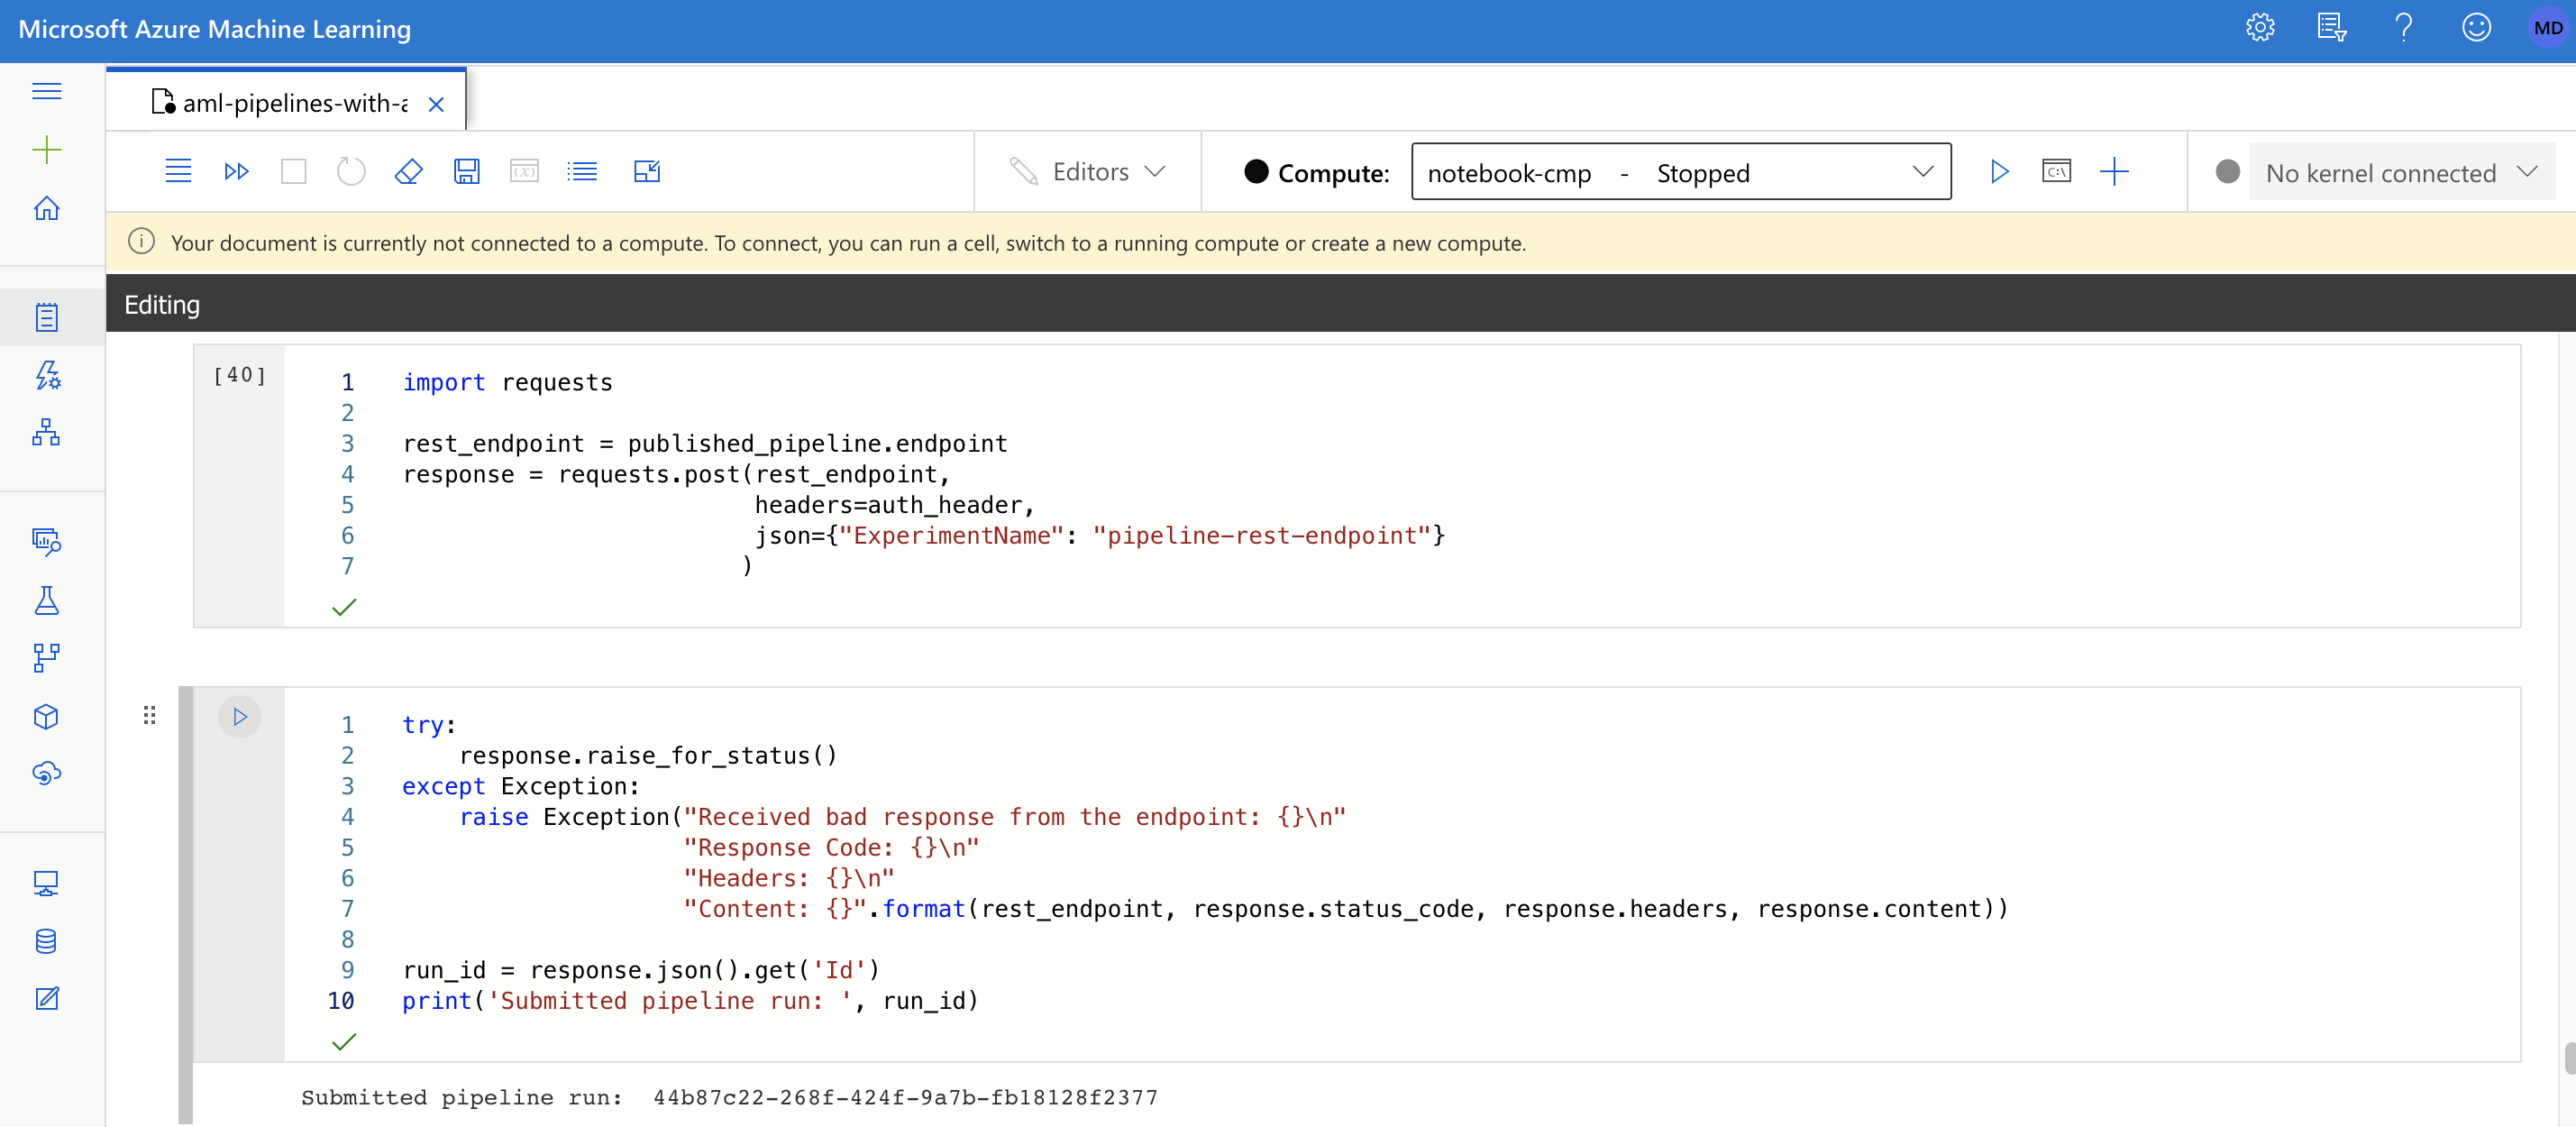 Microsoft Azure Machine Learning
MD
aml-pipelines-with-a
Editors
Compute: notebook-cmp - Stopped
No kernel connected
Your document is currently not connected to a compute. To connect, you can run a cell, switch to a running compute or create a new compute.
Editing
[40]
1 import requests
2
3 rest_endpoint = published_pipeline.endpoint
4 response = requests.post(rest_endpoint,
5                          headers=auth_header,
6                          json={"ExperimentName": "pipeline-rest-endpoint"}
7                         )
1 try:
2     response.raise_for_status()
3 except Exception:
4     raise Exception("Received bad response from the endpoint: {}\n"
5                     "Response Code: {}\n"
6                     "Headers: {}\n"
7                     "Content: {}".format(rest_endpoint, response.status_code, response.headers, response.content))
8
9 run_id = response.json().get('Id')
10 print('Submitted pipeline run: ', run_id)
Submitted pipeline run:  44b87c22-268f-424f-9a7b-fb18128f2377